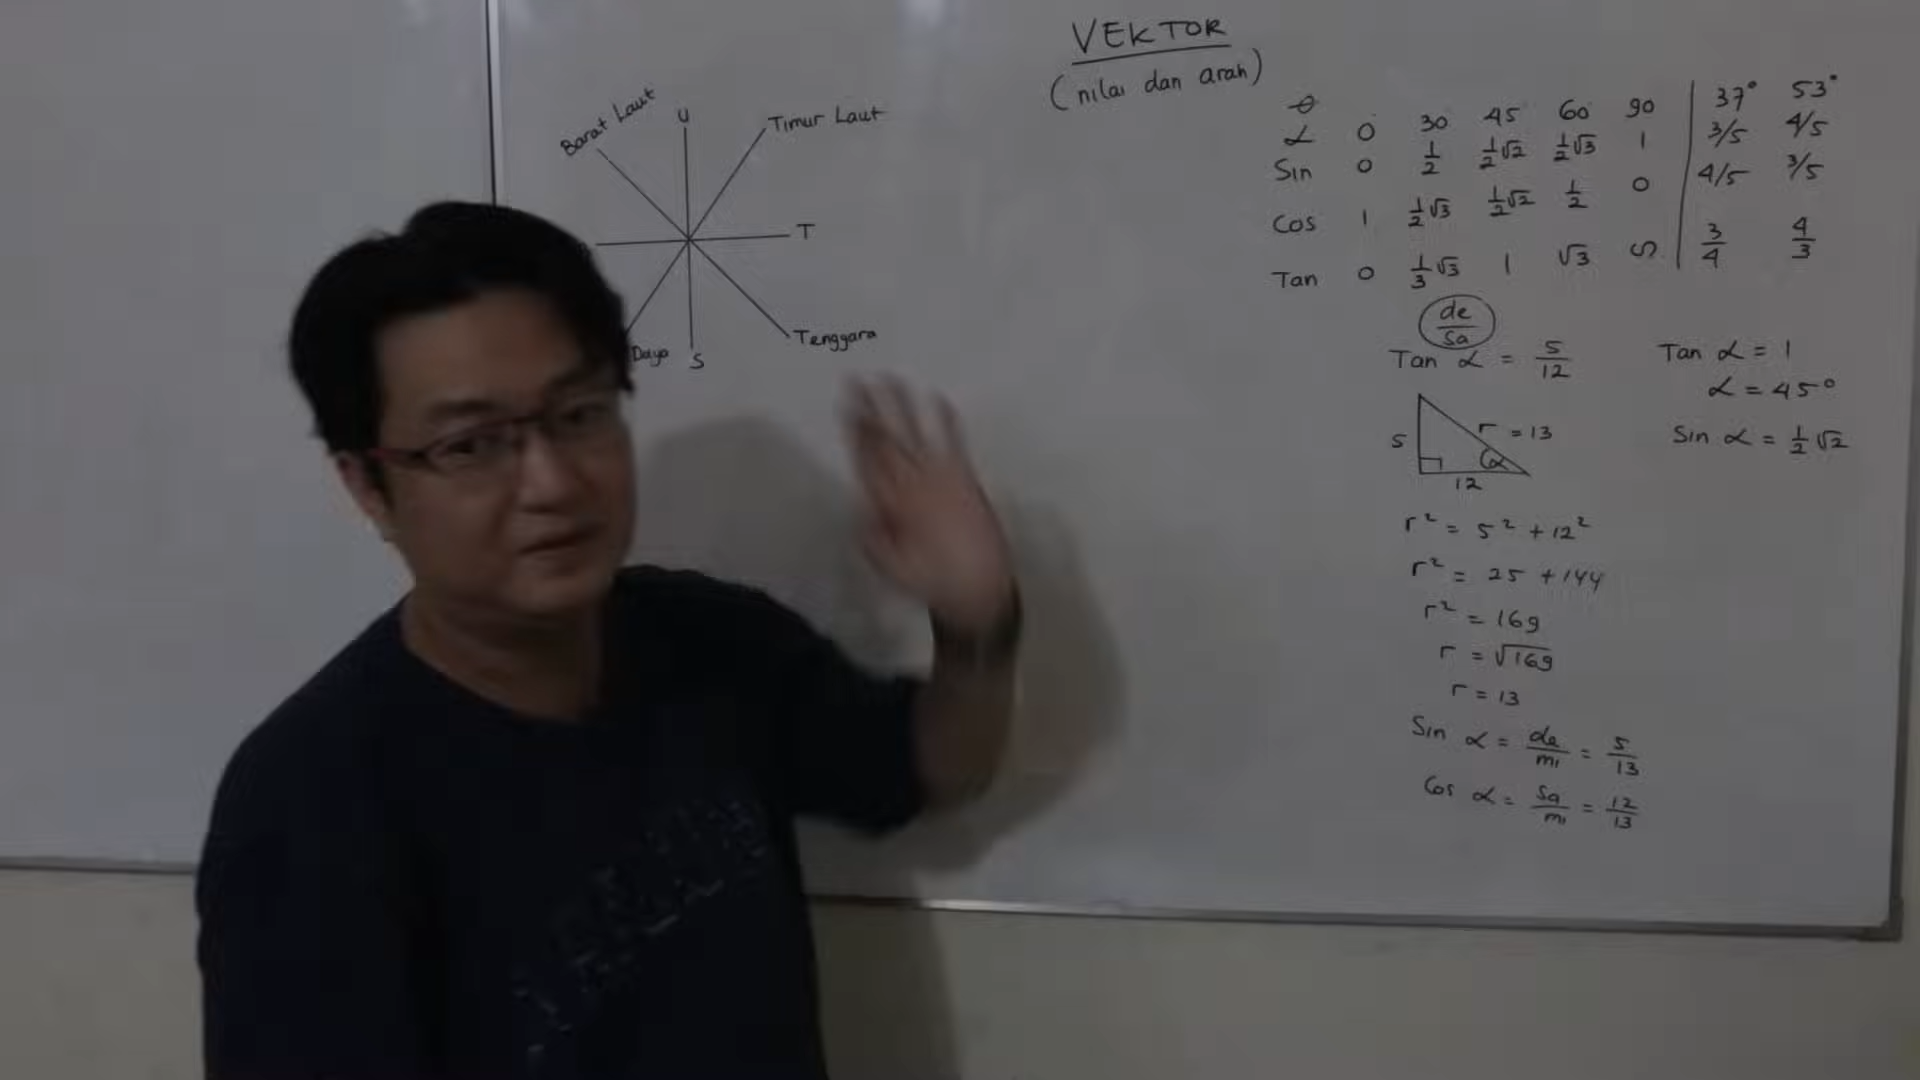 VEKTOR
(nilai dan arah)
Barat Laut
U
Timur Laut
T
Daya
S
Tenggara
θ
α 0 30 45 60 90 37° 53°
Sin 0 1/2 1/2√2 1/2√3 1 3/5 4/5
Cos 1 1/2√3 1/2√2 1/2 0 4/5 3/5
Tan 0 1/3√3 1 √3 ∽ 3/4 4/3
de/sa
Tan α = 5/12
5
r = 13
α
12
r² = 5² + 12²
r² = 25 + 144
r² = 169
r = √169
r = 13
Sin α = de/mi = 5/13
Cos α = sa/mi = 12/13
Tan α = 1
α = 45°
Sin α = 1/2 √2